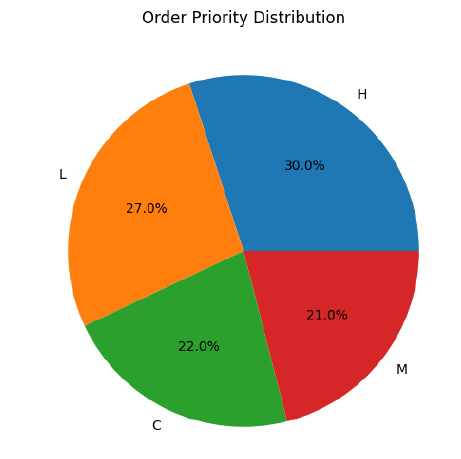 Order Priority Distribution
H
30.0%
L
27.0%
21.0%
22.0%
M
C